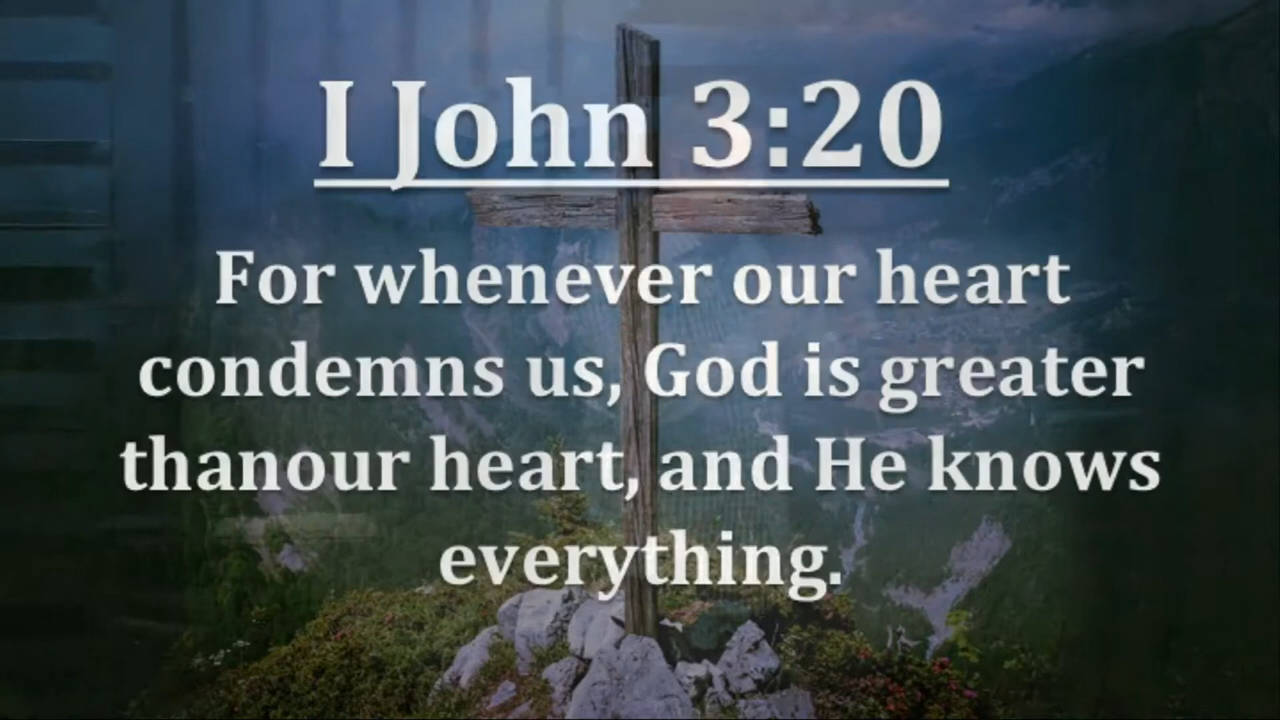 I John 3:20
For whenever our heart
condemns us, God is greater
thanour heart, and He knows
everything.